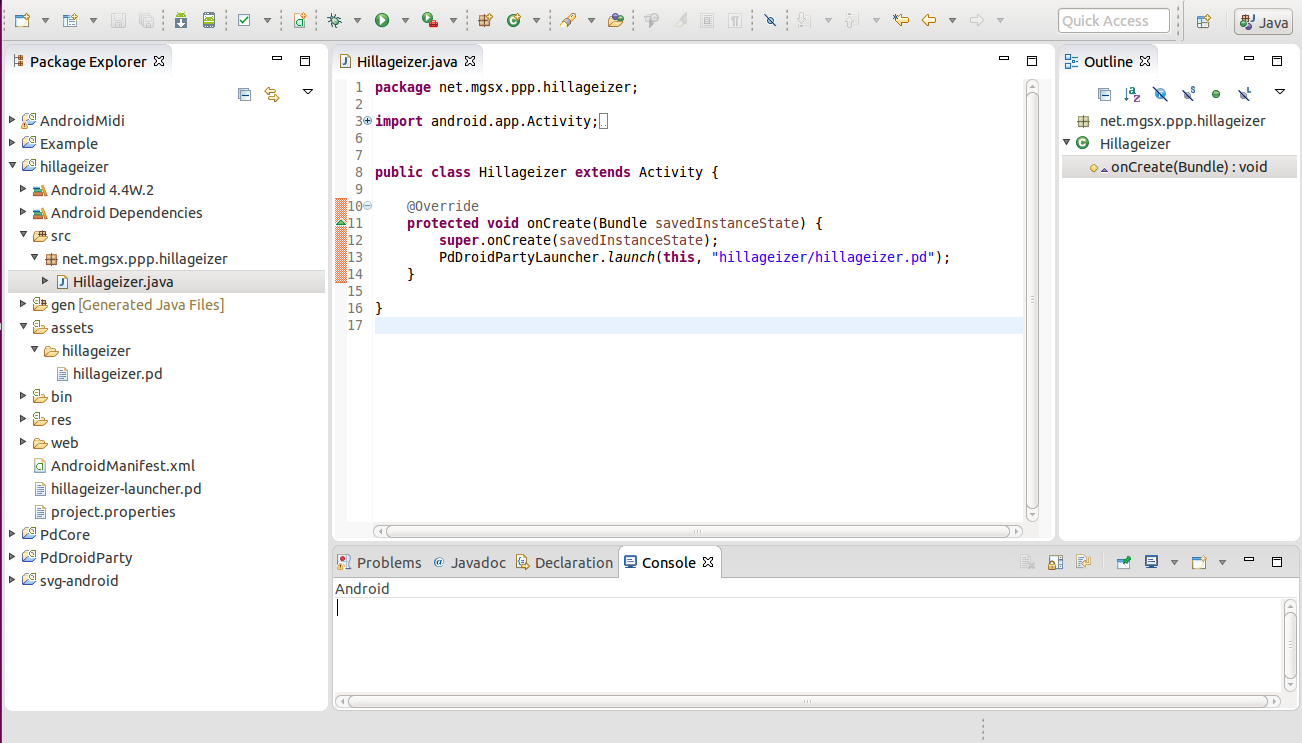 Quick Access
Java
Package Explorer
AndroidMidi
Example
hillageizer
Android 4.4W.2
Android Dependencies
src
net.mgsx.ppp.hillageizer
Hillageizer.java
gen [Generated Java Files]
assets
hillageizer
hillageizer.pd
bin
res
web
AndroidManifest.xml
hillageizer-launcher.pd
project.properties
PdCore
PdDroidParty
svg-android
Hillageizer.java
1 package net.mgsx.ppp.hillageizer;
2
3 import android.app.Activity;
6
7
8 public class Hillageizer extends Activity {
9
10 @Override
11 protected void onCreate(Bundle savedInstanceState) {
12 super.onCreate(savedInstanceState);
13 PdDroidPartyLauncher.launch(this, "hillageizer/hillageizer.pd");
14 }
15
16 }
17
Outline
net.mgsx.ppp.hillageizer
Hillageizer
onCreate(Bundle) : void
Problems @ Javadoc Declaration Console
Android